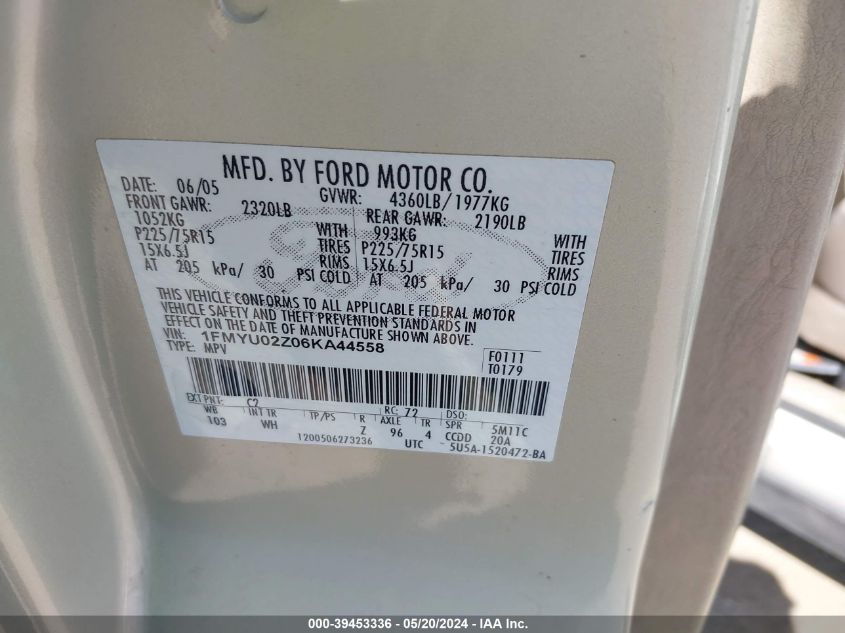 MFD. BY FORD MOTOR CO.
DATE: 06/05 GVWR: 4360LB/1977KG
FRONT GAWR: 2320LB REAR GAWR: 2190LB
1052KG WITH 993KG WITH
P225/75R15 TIRES P225/75R15 TIRES
15X6.5J RIMS 15X6.5J RIMS
AT 205 kPa/ 30 PSI COLD AT 205 kPa/ 30 PSI COLD
THIS VEHICLE CONFORMS TO ALL APPLICABLE FEDERAL MOTOR
VEHICLE SAFETY AND THEFT PREVENTION STANDARDS IN
EFFECT ON THE DATE OF MANUFACTURE SHOWN ABOVE.
VIN: 1FMYU02Z06KA44558
TYPE: MPV
F0111
T0179
EXT PNT: C2 RC: 72 DSO:
WB INT TR TP/PS R AXLE TR SPR 5M11C
103 WH Z 96 4 CCDD 20A
1200506273236 UTC 5U5A-1520472-BA
000-39453336 - 05/20/2024 - IAA Inc.